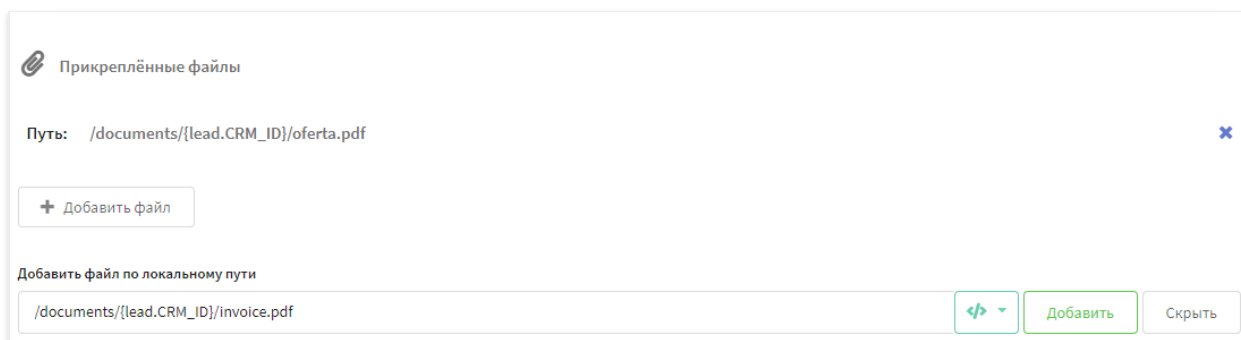 Прикреплённые файлы
Путь: /documents/{lead.CRM_ID}/oferta.pdf
Добавить файл
Добавить файл по локальному пути
/documents/{lead.CRM_ID}/invoice.pdf </> Добавить Скрыть